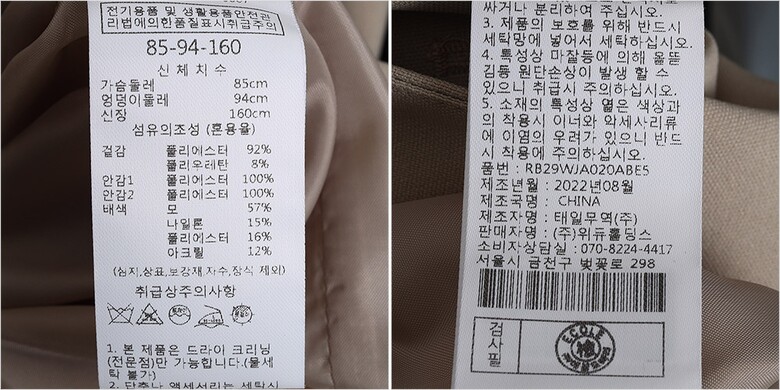 전기용품 및 생활용품안전관
리법에의한품질표시취급주의
85-94-160
신체치수
가슴둘레 85cm
엉덩이둘레 94cm
신장 160cm
섬유의조성 (혼용율)
겉감 폴리에스터 92%
폴리우레탄 8%
안감1 폴리에스터 100%
안감2 폴리에스터 100%
배색 모 57%
나일론 15%
폴리에스터 16%
아크릴 12%
(심지,상표,보강재,자수,장식 제외)
취급상주의사항
1. 본 제품은 드라이 크리닝
(전문점)만 가능합니다.(물세
탁 불가)
2. 단추나 액세서리는 세탁시
싸거나 분리하여 주십시오.
3. 제품의 보호를 위해 반드시
세탁망에 넣어서 세탁하십시오.
4. 특성상 마찰등에 의해 올뜯
김등 원단손상이 발생 할 수
있으니 취급시 주의하십시오.
5. 소재의 특성상 엷은 색상과
의 착용시 이너와 악세사리류
에 이염의 우려가 있으니 반드
시 착용에 주의하십시오.
품번 : RB29WJA020ABE5
제조년월 : 2022년08월
제조국명 : CHINA
제조자명 : 태일무역(주)
판매자명 : (주)위듀홀딩스
소비자상담실 : 070-8224-4417
서울시 금천구 벚꽃로 298
검사필
ECOLE